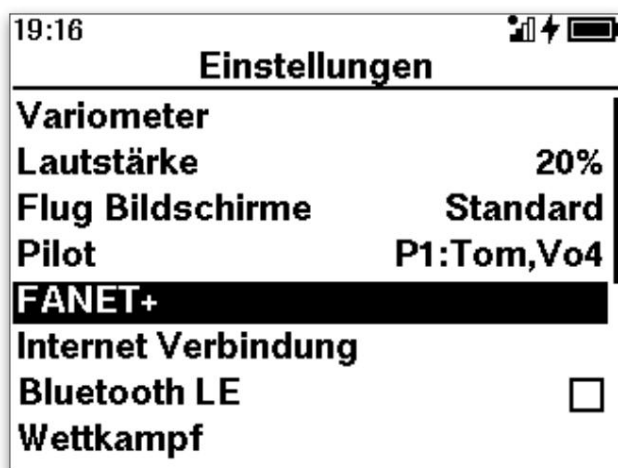 19:16
Einstellungen
Variometer
Lautstärke 20%
Flug Bildschirme Standard
Pilot P1:Tom,Vo4
FANET+
Internet Verbindung
Bluetooth LE
Wettkampf